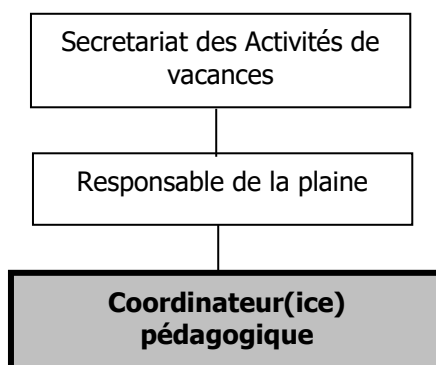 Secretariat des Activités de
vacances
Responsable de la plaine
Coordinateur(ice)
pédagogique